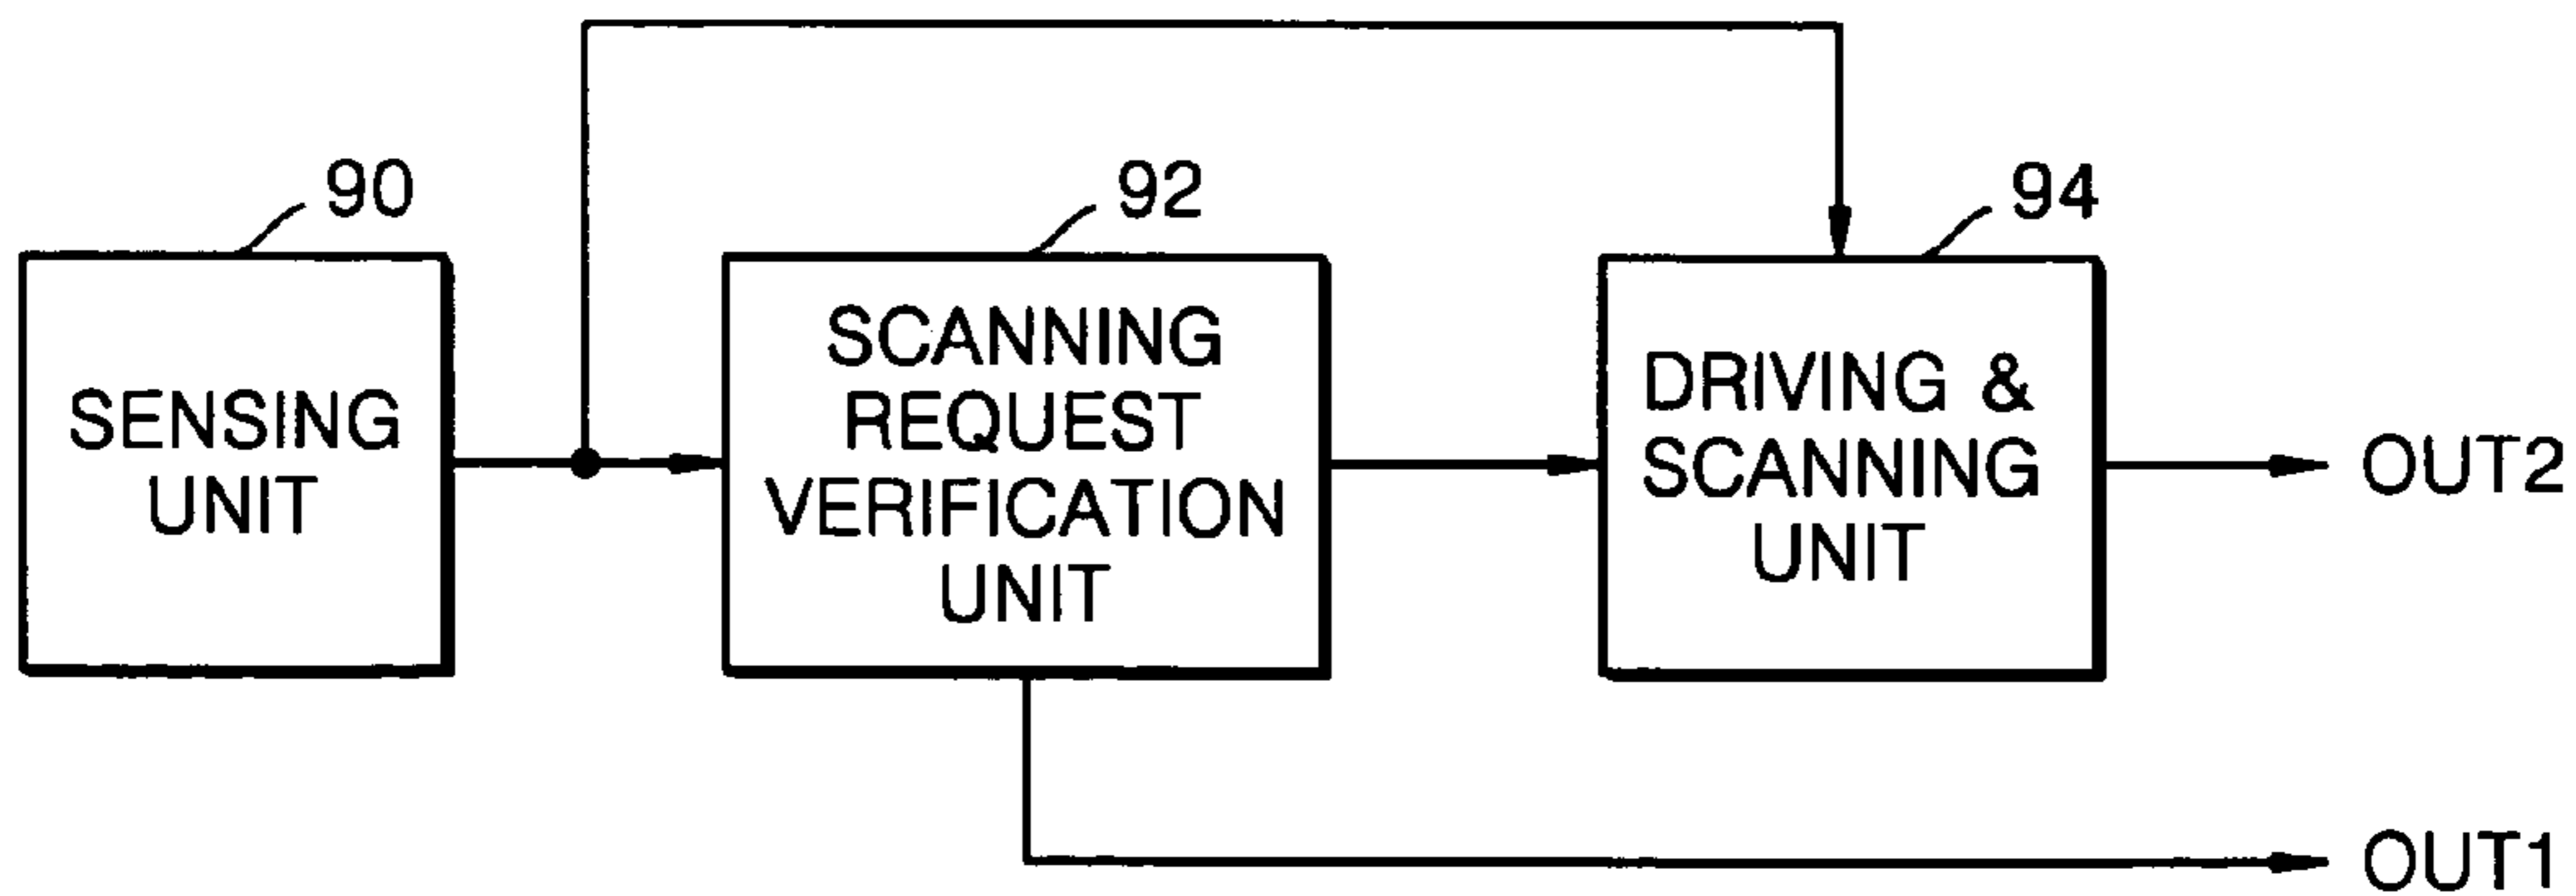 90
92
94
SENSING
UNIT
SCANNING
REQUEST
VERIFICATION
UNIT
DRIVING &
SCANNING
UNIT
OUT2
OUT1